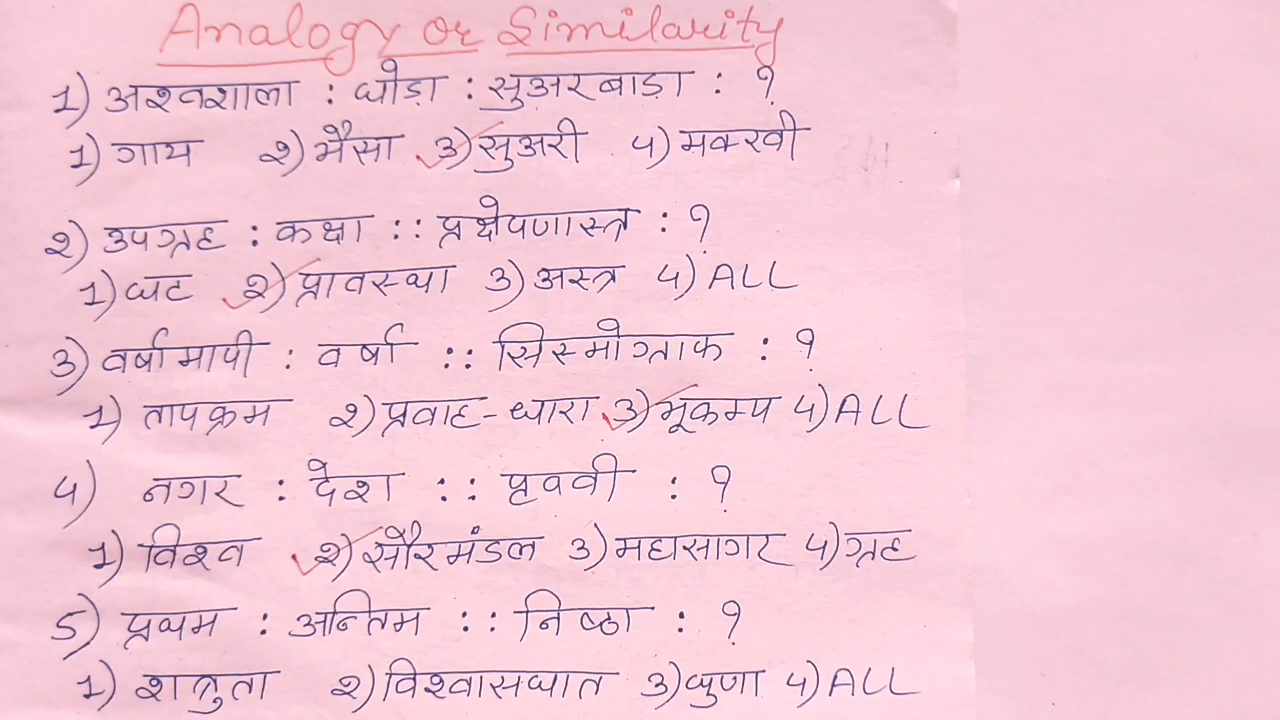 Analogy or Similarity
1) अश्वशाला : घोड़ा : सुअरबाड़ा : ?
1) गाय 2) भैसा 3) सुअरी 4) मक्खी
2) उपग्रह : कक्षा :: प्रक्षेपणास्त्र : ?
1) घट 2) प्रावस्था 3) अस्त्र 4) ALL
3) वर्षामापी : वर्षा :: सिस्मोग्राफ : ?
1) तापक्रम 2) प्रवाह-धारा 3) भूकम्प 4) ALL
4) नगर : देश :: पृथ्वी : ?
1) विश्व 2) सौरमंडल 3) महासागर 4) ग्रह
5) प्रथम : अन्तिम :: निष्ठा : ?
1) शत्रुता 2) विश्वासघात 3) घुणा 4) ALL